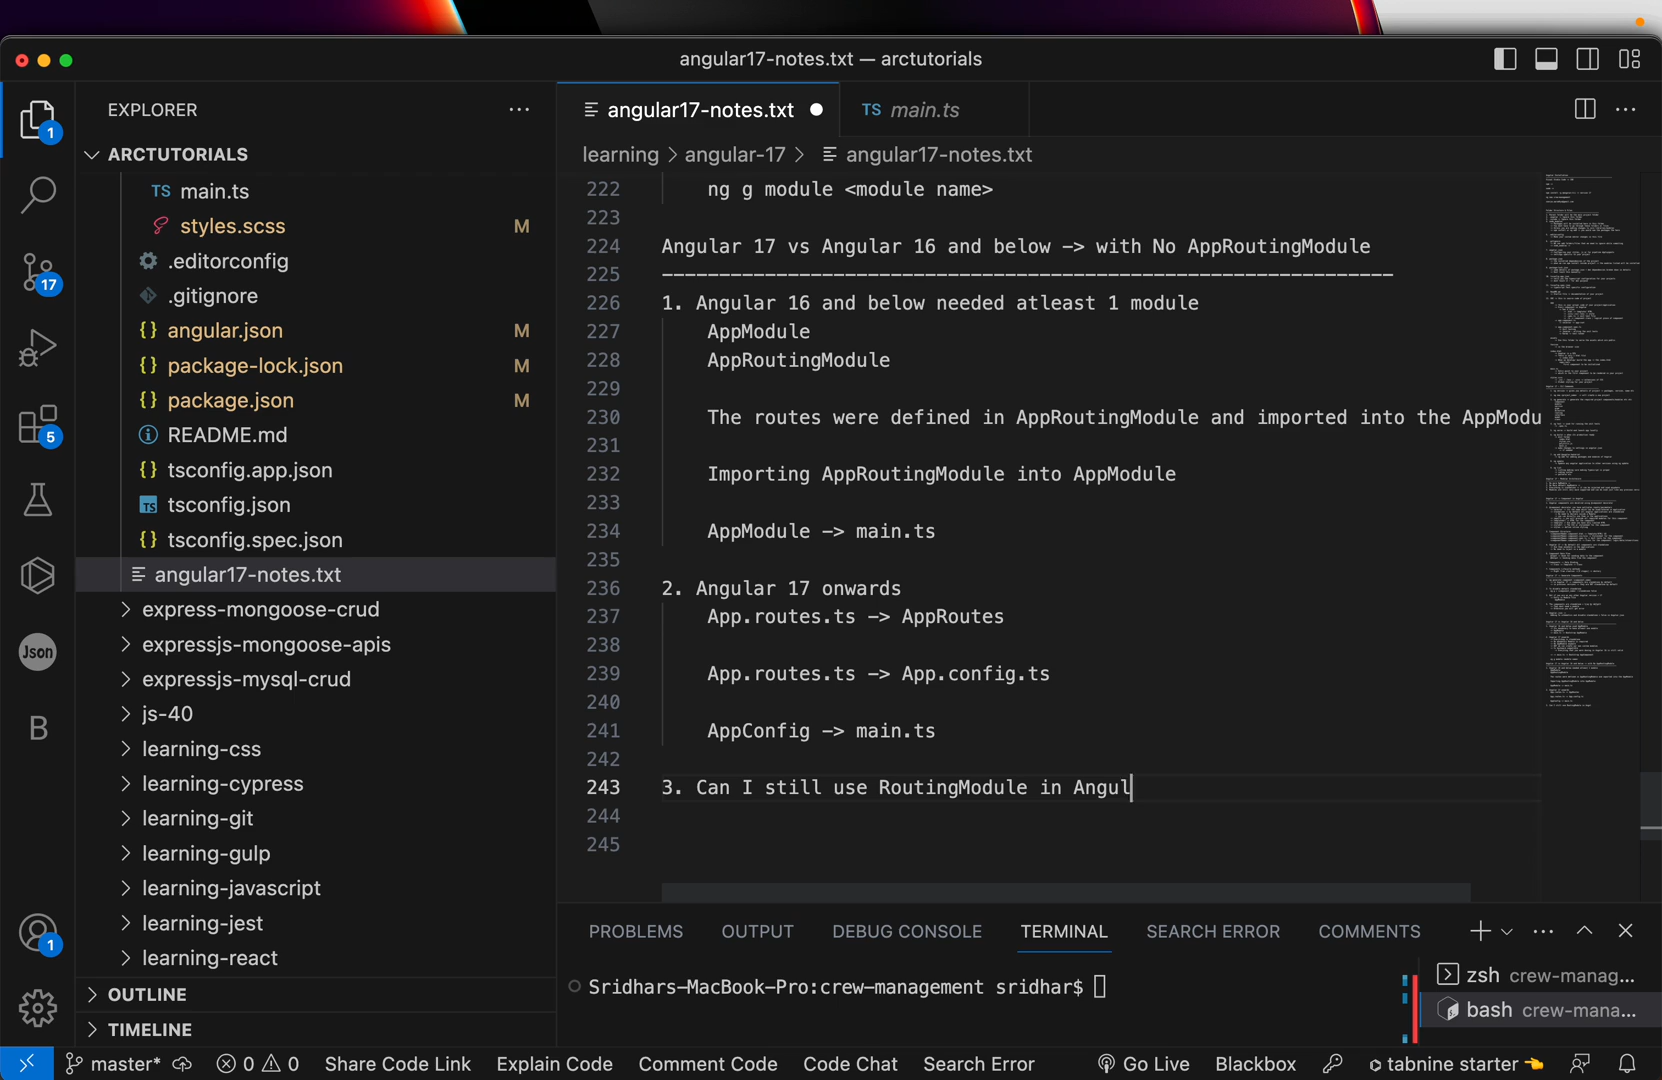 angular17-notes.txt — arctutorials
EXPLORER
ARCTUTORIALS
TS main.ts
styles.scss M
.editorconfig
.gitignore
{} angular.json M
{} package-lock.json M
{} package.json M
README.md
{} tsconfig.app.json
TS tsconfig.json
{} tsconfig.spec.json
angular17-notes.txt
express-mongoose-crud
expressjs-mongoose-apis
expressjs-mysql-crud
js-40
learning-css
learning-cypress
learning-git
learning-gulp
learning-javascript
learning-jest
learning-react
OUTLINE
TIMELINE
1
17
5
Json
B
1
angular17-notes.txt
TS main.ts
learning > angular-17 > angular17-notes.txt
222 ng g module <module name>
223
224 Angular 17 vs Angular 16 and below -> with No AppRoutingModule
225 ----------------------------------------------------------------
226 1. Angular 16 and below needed atleast 1 module
227 AppModule
228 AppRoutingModule
229
230 The routes were defined in AppRoutingModule and imported into the AppModu
231
232 Importing AppRoutingModule into AppModule
233
234 AppModule -> main.ts
235
236 2. Angular 17 onwards
237 App.routes.ts -> AppRoutes
238
239 App.routes.ts -> App.config.ts
240
241 AppConfig -> main.ts
242
243 3. Can I still use RoutingModule in Angul
244
245
PROBLEMS OUTPUT DEBUG CONSOLE TERMINAL SEARCH ERROR COMMENTS
Sridhars-MacBook-Pro:crew-management sridhar$
zsh crew-manag...
bash crew-mana...
master* 0 0 Share Code Link Explain Code Comment Code Code Chat Search Error Go Live Blackbox tabnine starter